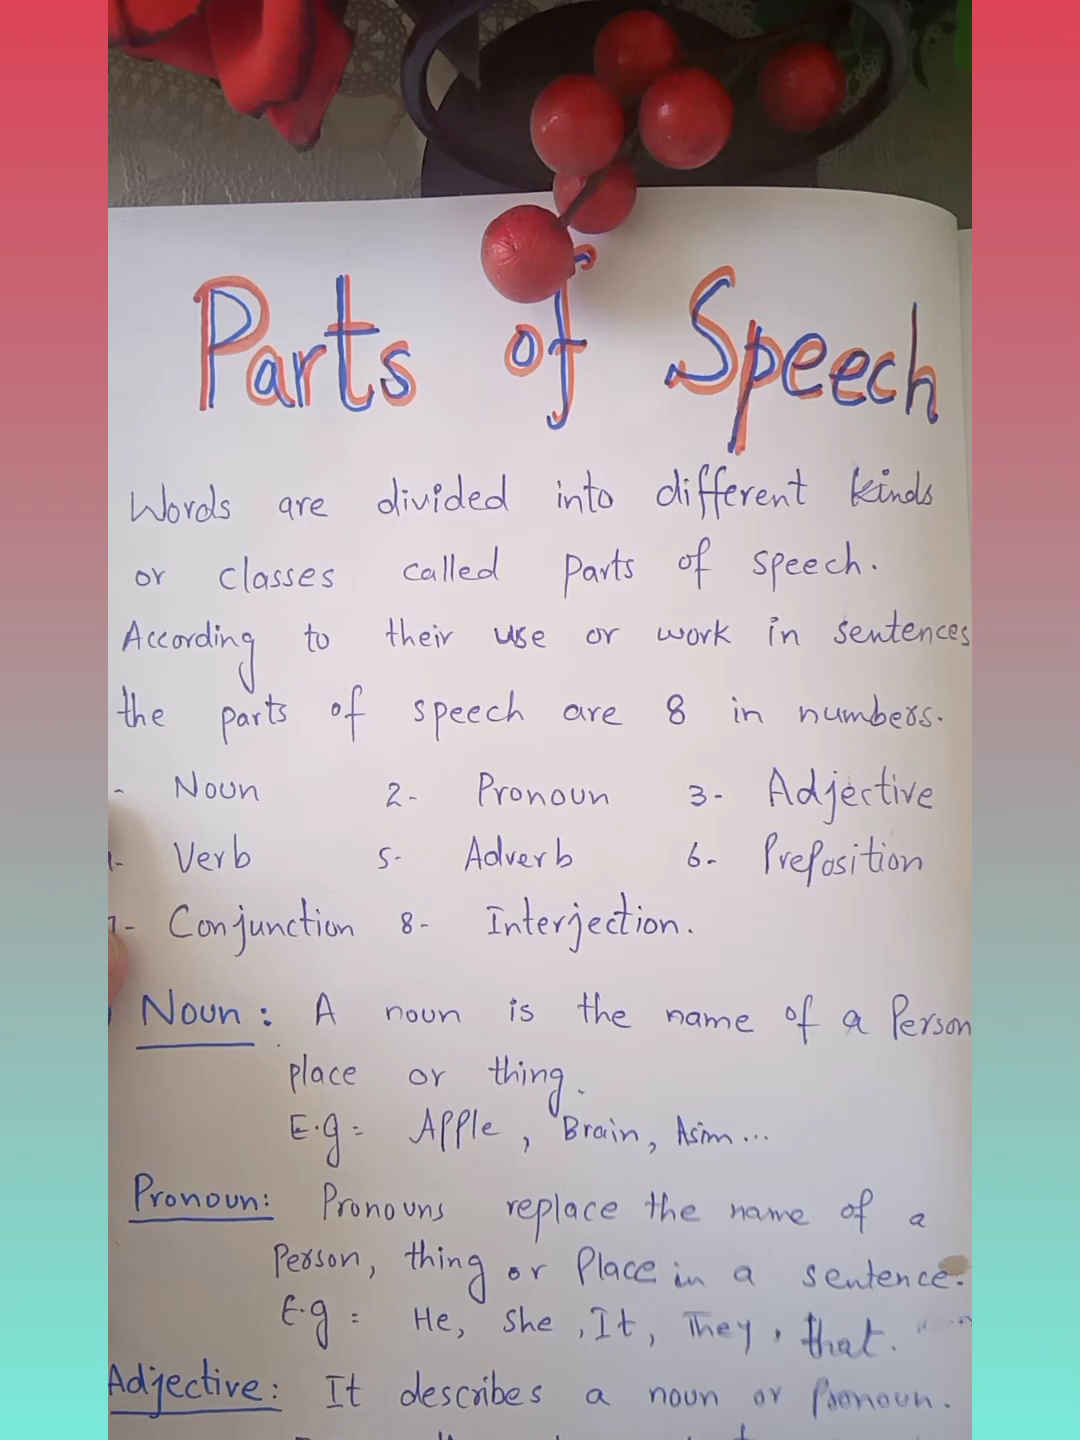 Parts of Speech
Words are divided into different kinds
or classes called parts of speech.
According to their use or work in sentences
the parts of speech are 8 in numbers.
- Noun 2- Pronoun 3- Adjective
- Verb 5- Adverb 6- Preposition
7- Conjunction 8- Interjection.
Noun: A noun is the name of a Person
place or thing.
E.g = Apple, Brain, Asim...
Pronoun: Pronouns replace the name of a
Person, thing or Place in a sentence.
E.g = He, She, It, They, that.
Adjective: It describes a noun or Pronoun.